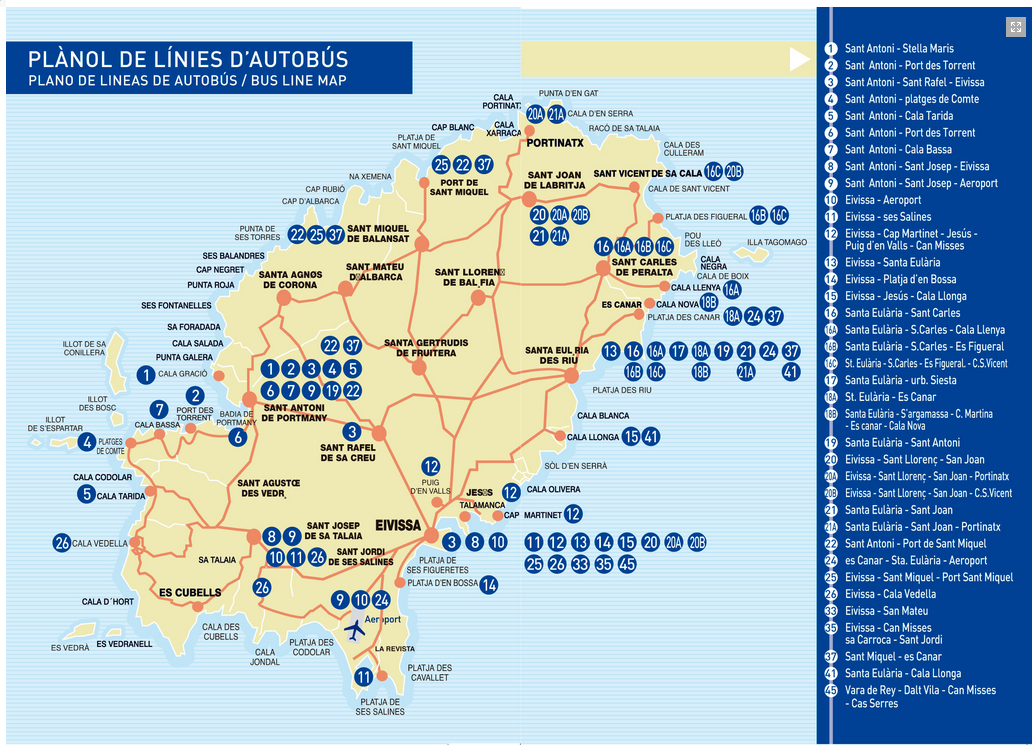 PLÀNOL DE LÍNIES D'AUTOBÚS
PLANO DE LINEAS DE AUTOBÚS / BUS LINE MAP
CALA
PORTINATX
PUNTA D'EN GAT
20A 21A
CALA D'EN SERRA
CALA
XARRACA
CAP BLANC
RACÓ DE SA TALAIA
PORTINATX
PLATJA DE
SANT MIQUEL
CALA DES
CULLERAM
25 22 37
NA XEMENA
PORT DE
SANT MIQUEL
SANT JOAN
DE LABRITJA
SANT VICENT DE SA CALA
16C 20B
CALA DE SANT VICENT
CAP RUBIÓ
CAP D'ALBARCA
20 20A 20B
21 21A
PLATJA DES FIGUERAL
16B 16C
PUNTA DE
SES TORRES
22 25 37
SANT MIQUEL
DE BALANSAT
POU
DES LLEÓ
ILLA TAGOMAGO
16 16A 16B 16C
SES BALANDRES
CAP NEGRET
SANT CARLES
DE PERALTA
CALA
NEGRA
CALA DE BOIX
PUNTA ROJA
SANTA AGNØS
DE CORONA
SANT MATEU
D ALBARCA
SANT LLOREN
DE BAL FIA
CALA LLENYA
16A
SES FONTANELLES
ES CANAR
CALA NOVA
18B
PLATJA DES CANAR
18A 24 37
SA FORADADA
CALA SALADA
PUNTA GALERA
ILLOT DE SA
CONILLERA
22 37
SANTA GERTRUDIS
DE FRUITERA
SANTA EUL RIA
DES RIU
13 16 16A 17 18A 19 21 24 37
16B 16C 18B 21A 41
PLATJA DES RIU
1
CALA GRACIÓ
1 2 3 4 5
6 7 9 19 22
SANT ANTONI
DE PORTMANY
2
PORT DES
TORRENT
BADIA DE
PORTMANY
6
ILLOT
DES BOSC
7
CALA BASSA
ILLOT
DE S'ESPARTAR
4
PLATGES
DE COMTE
3
SANT RAFEL
DE SA CREU
CALA BLANCA
CALA LLONGA
15 41
SÒL D'EN SERRÀ
12
PUIG
D'EN VALLS
CALA CODOLAR
5
CALA TARIDA
SANT AGUSTŒ
DES VEDR
JES S
12
CALA OLIVERA
TALAMANCA
CAP MARTINET
12
EIVISSA
26
CALA VEDELLA
8 9
SANT JOSEP
DE SA TALAIA
10 11 26
SANT JORDI
DE SES SALINES
3 8 10 11 12 13 14 15 20 20A 20B
25 26 33 35 45
SA TALAIA
PLATJA DE
SES FIGUERETES
PLATJA D'EN BOSSA
14
26
ES CUBELLS
9 10 24
Aeroport
CALA D´HORT
ES VEDRÀ
ES VEDRANELL
CALA DES
CUBELLS
CALA
JONDAL
PLATJA DES
CODOLAR
LA REVISTA
11
PLATJA DES
CAVALLET
PLATJA DE
SES SALINES
1 Sant Antoni - Stella Maris
2 Sant Antoni - Port des Torrent
3 Sant Antoni - Sant Rafel - Eivissa
4 Sant Antoni - platges de Comte
5 Sant Antoni - Cala Tarida
6 Sant Antoni - Port des Torrent
7 Sant Antoni - Cala Bassa
8 Sant Antoni - Sant Josep - Eivissa
9 Sant Antoni - Sant Josep - Aeroport
10 Eivissa - Aeroport
11 Eivissa - ses Salines
12 Eivissa - Cap Martinet - Jesús -
Puig d'en Valls - Can Misses
13 Eivissa - Santa Eulària
14 Eivissa - Platja d'en Bossa
15 Eivissa - Jesús - Cala Llonga
16 Santa Eulària - Sant Carles
16A Santa Eulària - S.Carles - Cala Llenya
16B Santa Eulària - S.Carles - Es Figueral
16C St. Eulària - S.Carles - Es Figueral. - C.S.Vicent
17 Santa Eulària - urb. Siesta
18A St. Eulària - Es Canar
18B Santa Eulària - S'argamassa - C. Martina
- Es canar - Cala Nova
19 Santa Eulària - Sant Antoni
20 Eivissa - Sant Llorenç - San Joan
20A Eivissa - Sant Llorenç - San Joan - Portinatx
20B Eivissa - Sant Llorenç - San Joan - C.S.Vicent
21 Santa Eulària - Sant Joan
21A Santa Eulària - Sant Joan - Portinatx
22 Sant Antoni - Port de Sant Miquel
24 es Canar - Sta. Eulària - Aeroport
25 Eivissa - Sant Miquel - Port Sant Miquel
26 Eivissa - Cala Vedella
33 Eivissa - San Mateu
35 Eivissa - Can Misses
sa Carroca - Sant Jordi
37 Sant Miquel - es Canar
41 Santa Eulària - Cala Llonga
45 Vara de Rey - Dalt Vila - Can Misses
- Cas Serres